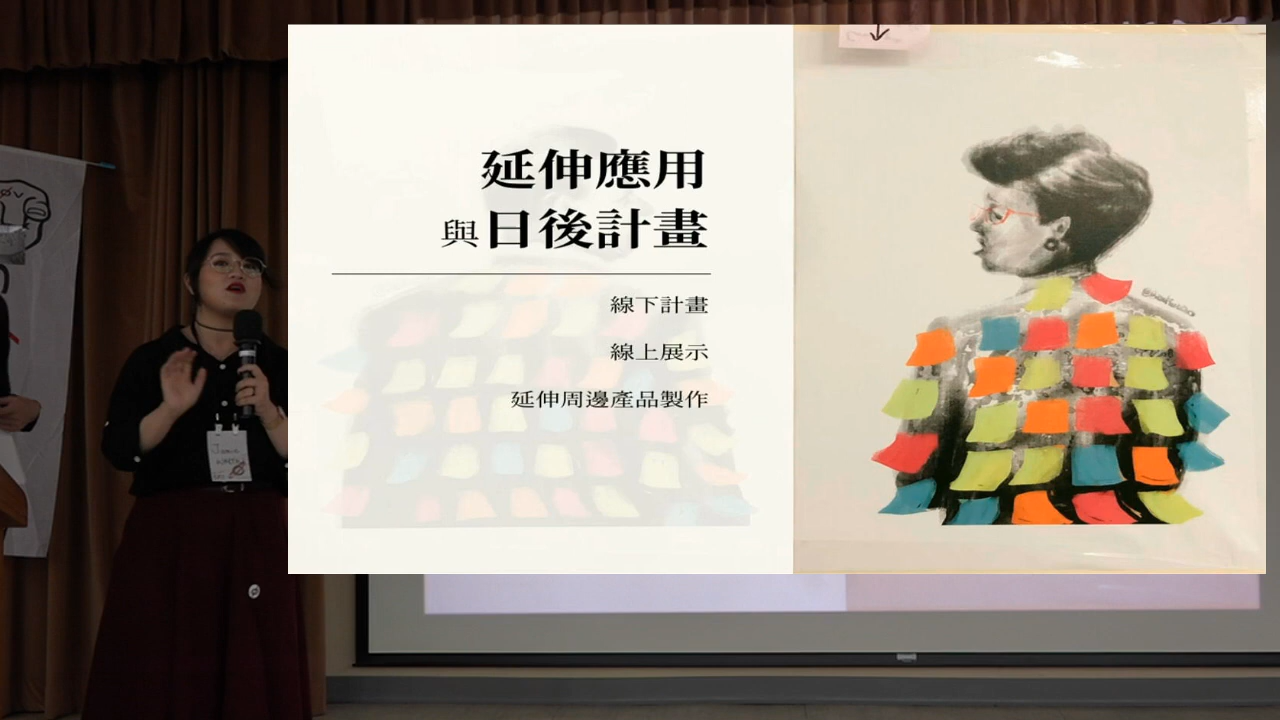 延伸應用
與日後計畫
線下計畫
線上展示
延伸周邊產品製作